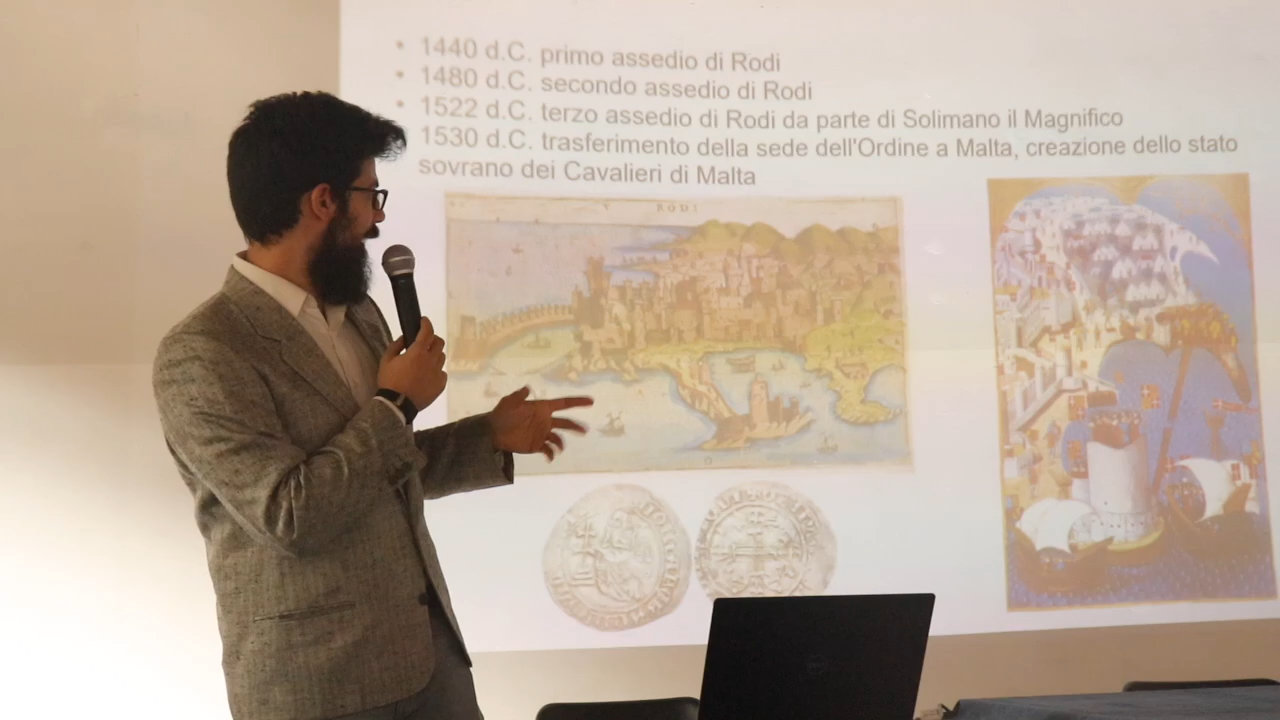 • 1440 d.C. primo assedio di Rodi
• 1480 d.C. secondo assedio di Rodi
• 1522 d.C. terzo assedio di Rodi da parte di Solimano il Magnifico
1530 d.C. trasferimento della sede dell'Ordine a Malta, creazione dello stato
sovrano dei Cavalieri di Malta
RODI
DELL